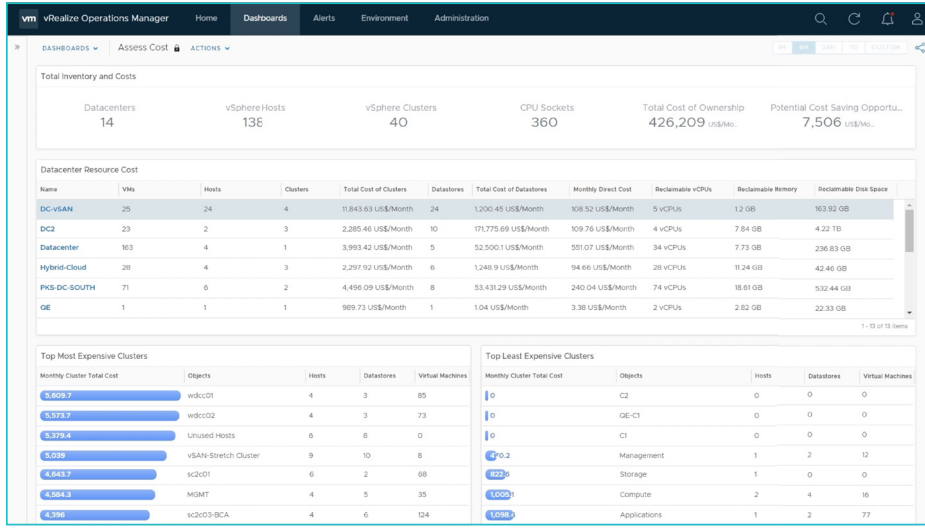 vm vRealize Operations Manager Home Dashboards Alerts Environment Administration
» DASHBOARDS Assess Cost ACTIONS CUSTOM
Total Inventory and Costs
Datacenters vSphere Hosts vSphere Clusters CPU Sockets Total Cost of Ownership Potential Cost Saving Opportu...
14 138 40 360 426,209 US$/Mo... 7,506 US$/Mo...
Datacenter Resource Cost
Name VMs Hosts Clusters Total Cost of Clusters Datastores Total Cost of Datastores Monthly Direct Cost Reclaimable vCPUs Reclaimable Memory Reclaimable Disk Space
DC-vSAN 25 24 4 11,843.63 US$/Month 24 1,200.45 US$/Month 108.52 US$/Month 5 vCPUs 1.2 GB 163.92 GB
DC2 23 2 3 2,285.46 US$/Month 10 171,775.69 US$/Month 109.76 US$/Month 4 vCPUs 7.84 GB 4.22 TB
Datacenter 163 4 1 3,993.42 US$/Month 5 52,500.1 US$/Month 551.07 US$/Month 34 vCPUs 7.73 GB 236.83 GB
Hybrid-Cloud 28 4 3 2,297.92 US$/Month 6 1,248.9 US$/Month 94.66 US$/Month 28 vCPUs 11.24 GB 42.46 GB
PKS-DC-SOUTH 71 6 2 4,496.09 US$/Month 8 53,431.29 US$/Month 240.04 US$/Month 74 vCPUs 18.61 GB 532.44 GB
QE 1 1 1 989.73 US$/Month 1 1.04 US$/Month 3.38 US$/Month 2 vCPUs 2.82 GB 22.33 GB
1 - 13 of 13 items
Top Most Expensive Clusters Top Least Expensive Clusters
Monthly Cluster Total Cost Objects Hosts Datastores Virtual Machines Monthly Cluster Total Cost Objects Hosts Datastores Virtual Machines
5,609.7 wdcc01 4 3 85 0 C2 0 0 0
5,573.7 wdcc02 4 3 73 0 QE-C1 0 0 0
5,379.4 Unused Hosts 6 8 0 0 C1 0 0 0
5,039 vSAN-Stretch Cluster 9 10 8 470.2 Management 1 2 12
4,643.7 sc2c01 6 2 68 822.6 Storage 1 0 0
4,584.3 MGMT 4 5 35 1,005.1 Compute 2 4 16
4,396 sc2c03-BCA 4 6 124 1,098.4 Applications 1 2 77